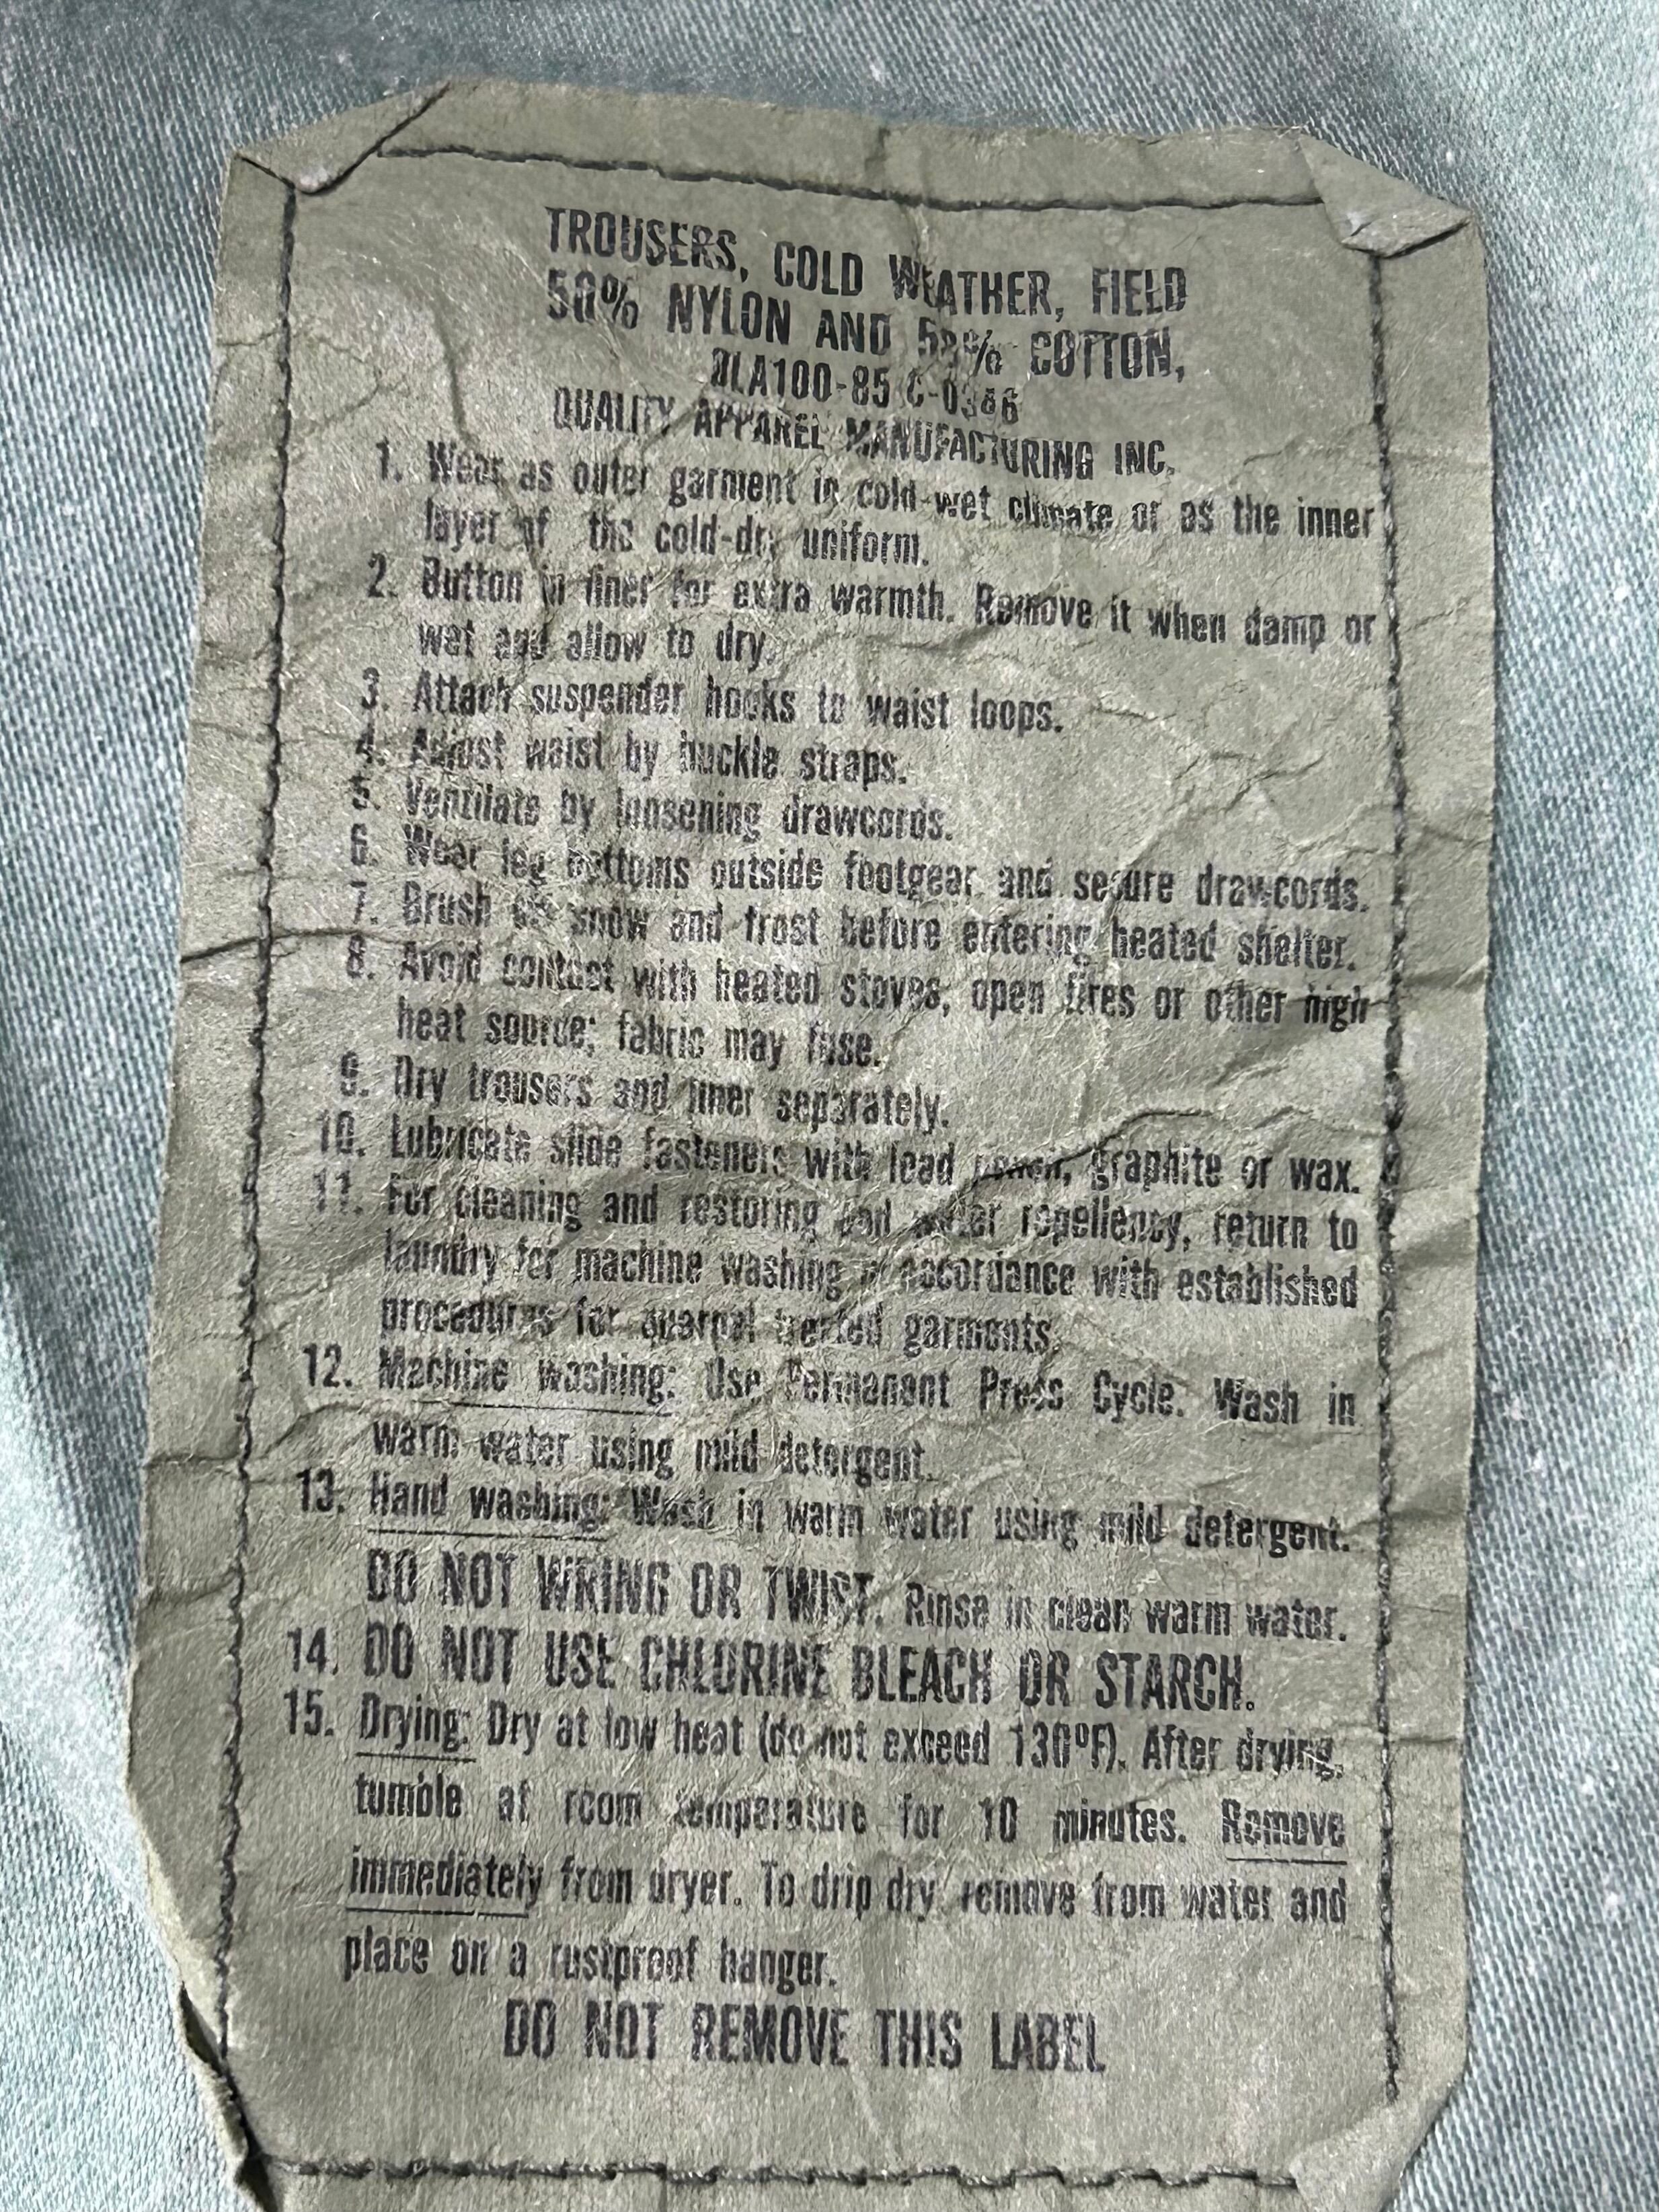 TROUSERS, COLD WEATHER, FIELD
50% NYLON AND 50% COTTON,
DLA100-85-C-0346
QUALITY APPAREL MANUFACTURING INC.
1. Wear as outer garment in cold-wet climate or as the inner
layer of the cold-dry uniform.
2. Button in liner for extra warmth. Remove it when damp or
wet and allow to dry.
3. Attach suspender hooks to waist loops.
4. Adjust waist by buckle straps.
5. Ventilate by loosening drawcords.
6. Wear leg bottoms outside footgear and secure drawcords.
7. Brush off snow and frost before entering heated shelter.
8. Avoid contact with heated stoves, open fires or other high
heat source; fabric may fuse.
9. Dry trousers and liner separately.
10. Lubricate slide fasteners with lead pencil, graphite or wax.
11. For cleaning and restoring and water repellency, return to
laundry for machine washing in accordance with established
procedures for quarpel treated garments.
12. Machine washing: Use Permanent Press Cycle. Wash in
warm water using mild detergent.
13. Hand washing: Wash in warm water using mild detergent.
DO NOT WRING OR TWIST. Rinse in clean warm water.
14. DO NOT USE CHLORINE BLEACH OR STARCH.
15. Drying: Dry at low heat (do not exceed 130°F). After drying,
tumble at room temperature for 10 minutes. Remove
immediately from dryer. To drip dry, remove from water and
place on a rustproof hanger.
DO NOT REMOVE THIS LABEL